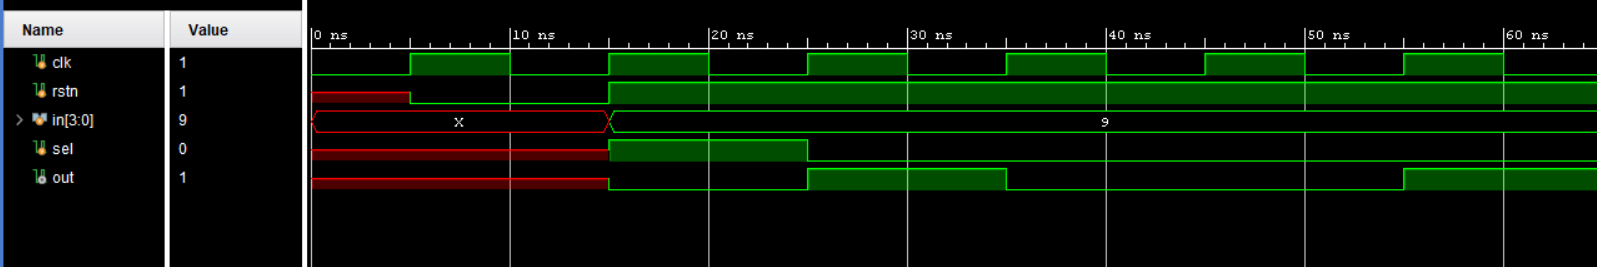 Name Value
0 ns 10 ns 20 ns 30 ns 40 ns 50 ns 60 ns
clk 1
rstn 1
in[3:0] 9 X 9
sel 0
out 1